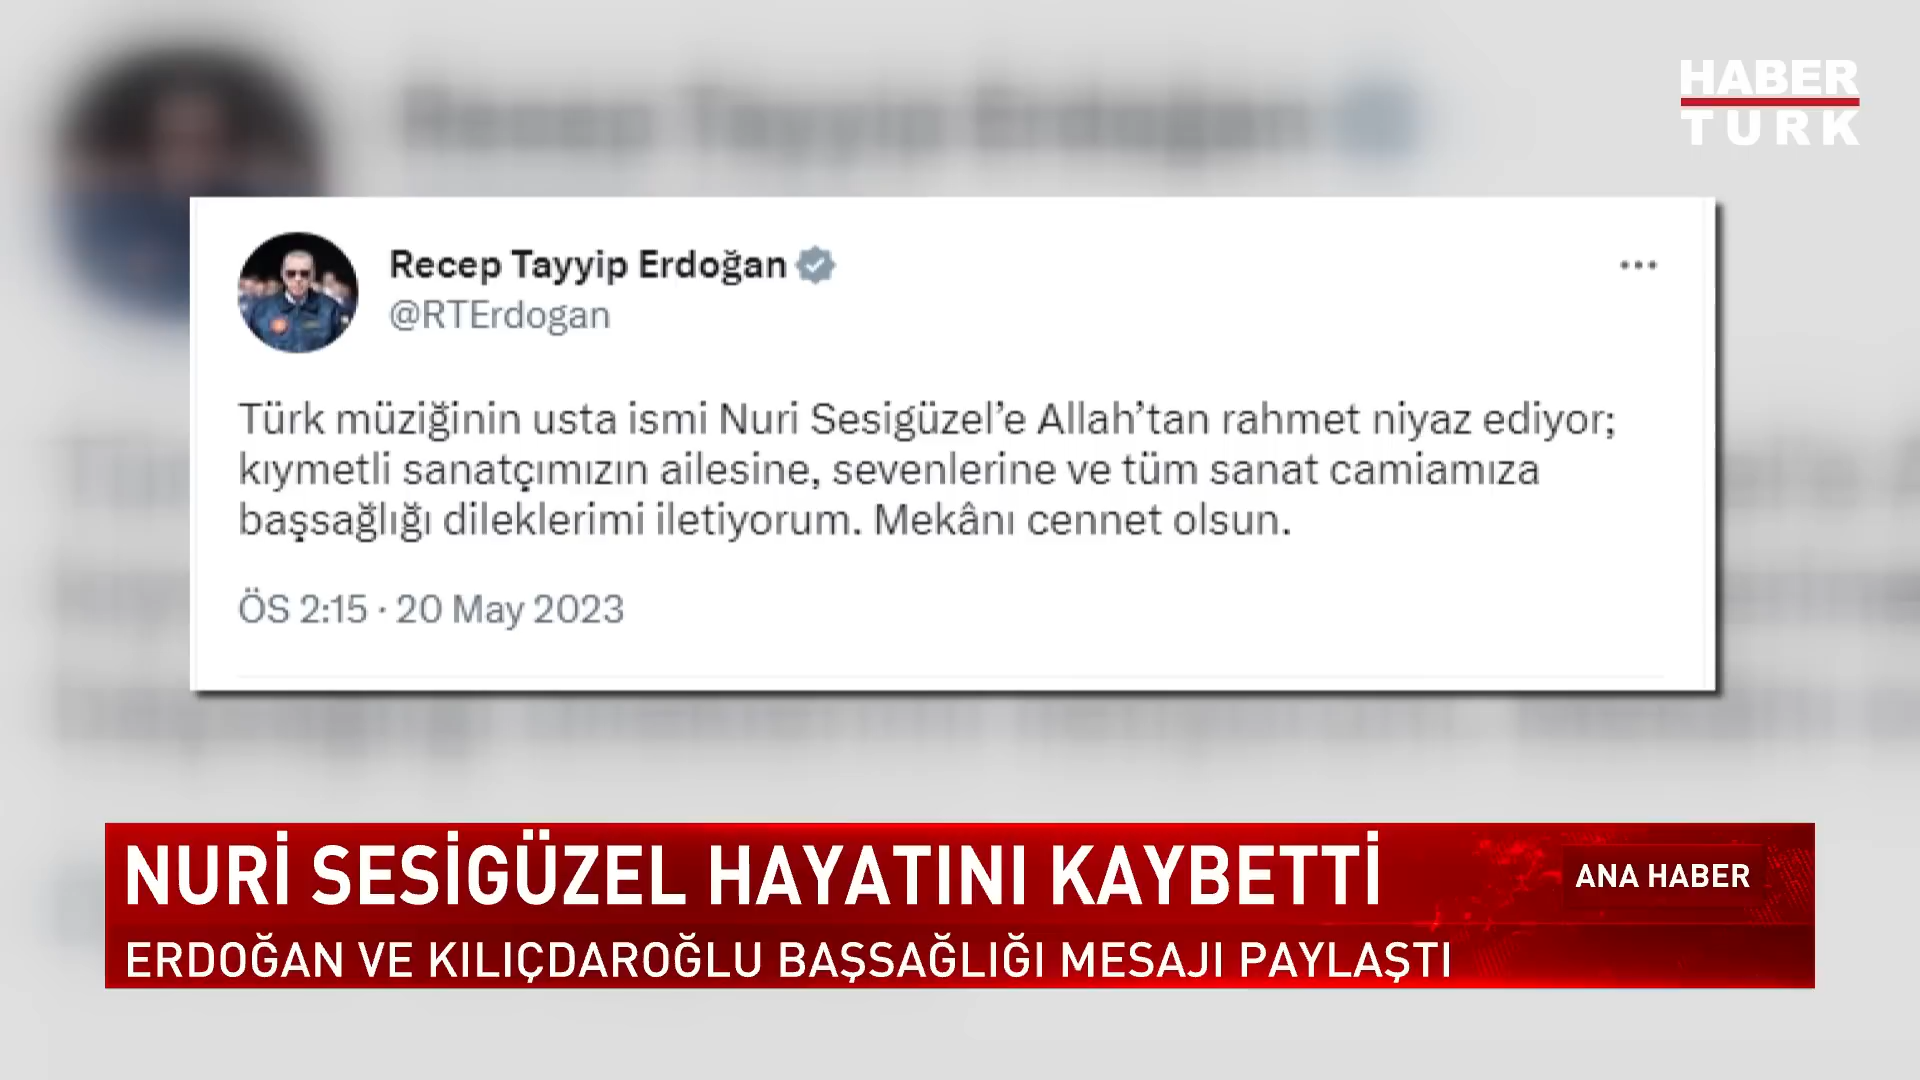 HABER
TURK
Recep Tayyip Erdoğan
@RTErdogan
Türk müziğinin usta ismi Nuri Sesigüzel’e Allah’tan rahmet niyaz ediyor;
kıymetli sanatçımızın ailesine, sevenlerine ve tüm sanat camiamıza
başsağlığı dileklerimi iletiyorum. Mekânı cennet olsun.
ÖS 2:15 · 20 May 2023
NURİ SESİGÜZEL HAYATINI KAYBETTİ
ANA HABER
ERDOĞAN VE KILIÇDAROĞLU BAŞSAĞLIĞI MESAJI PAYLAŞTI